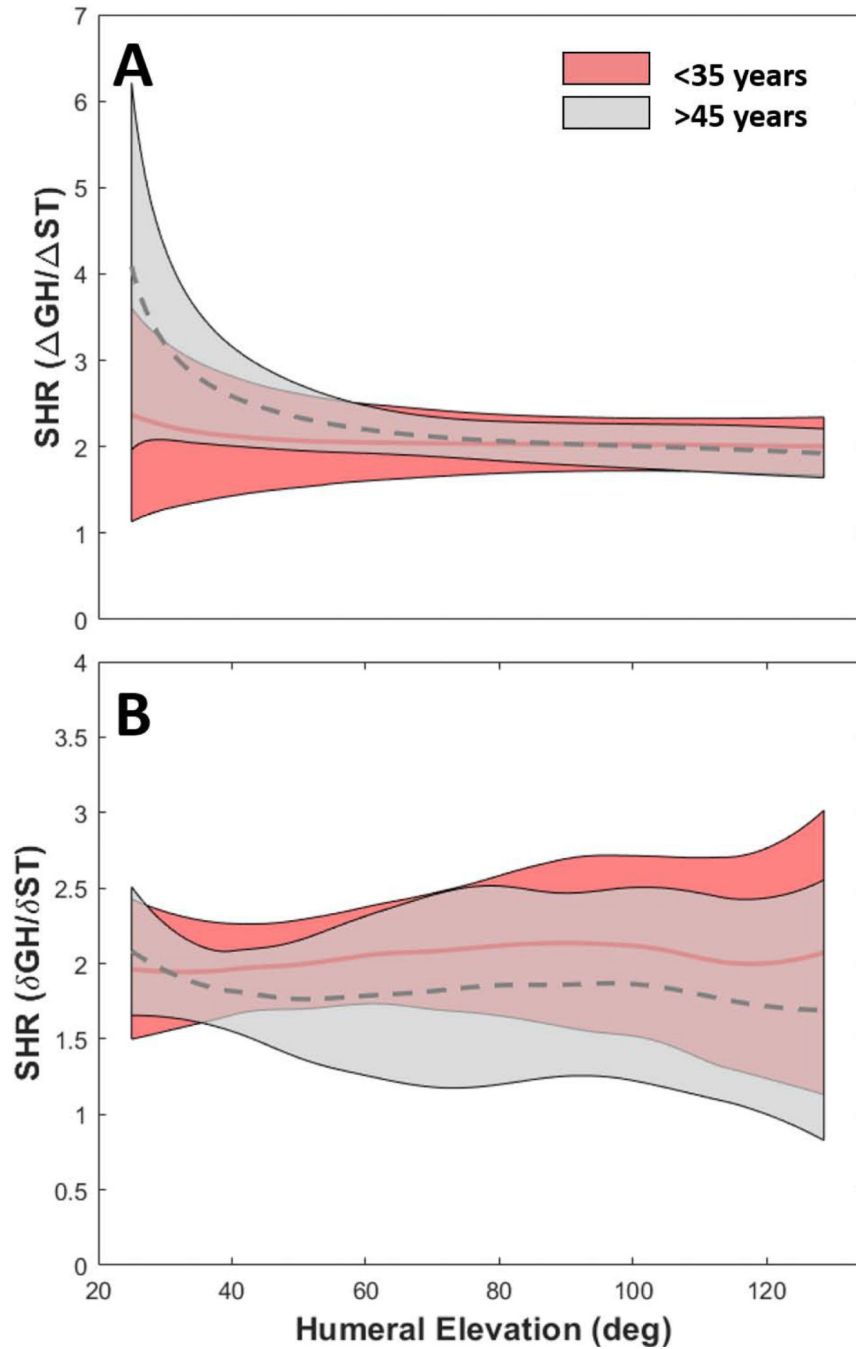 A
<35 years
>45 years
SHR (ΔGH/ΔST)
7
6
5
4
3
2
1
0
B
SHR (δGH/δST)
4
3.5
3
2.5
2
1.5
1
0.5
0
20 40 60 80 100 120
Humeral Elevation (deg)